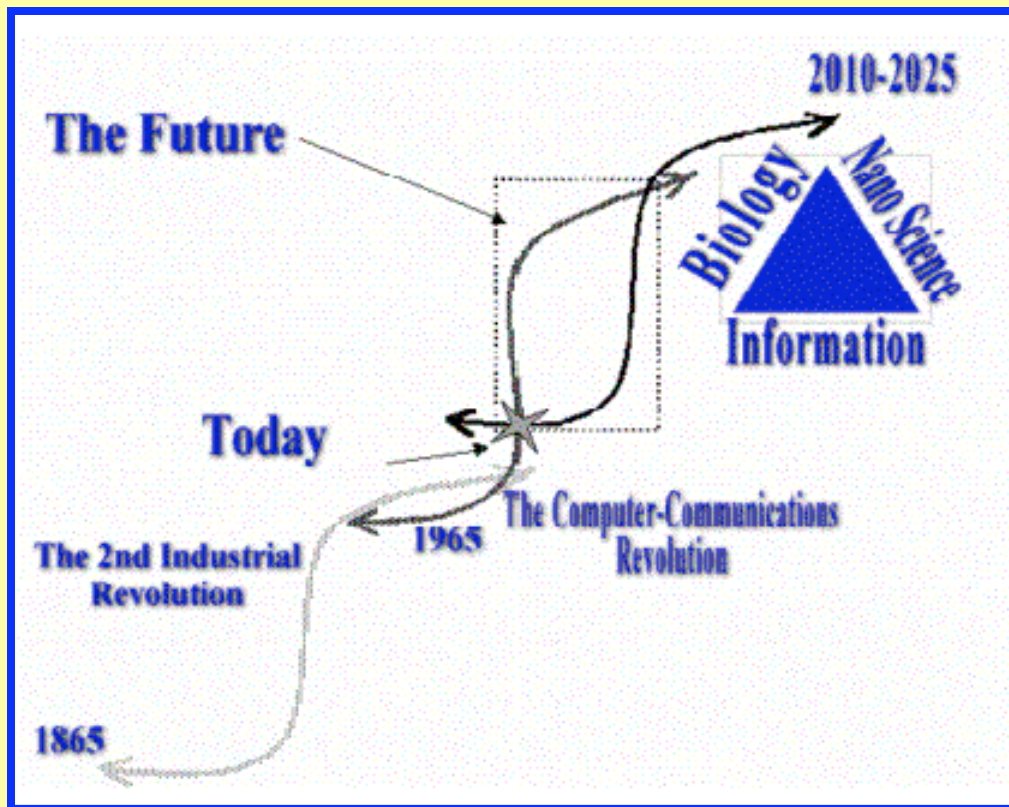 2010-2025
The Future
Biology
Nano Science
Information
Today
The Computer-Communications
Revolution
1965
The 2nd Industrial
Revolution
1865